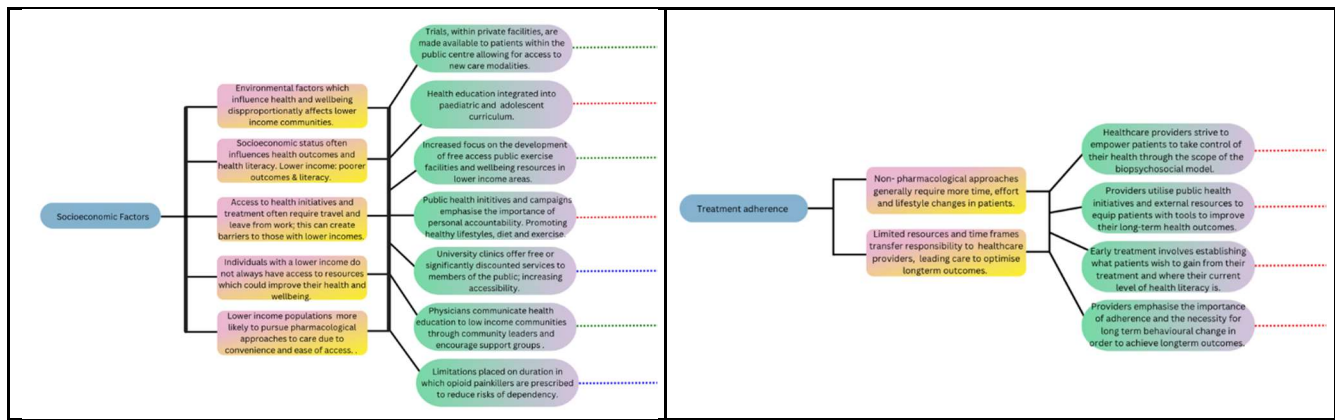 Socioeconomic Factors
Environmental factors which
influence health and wellbeing
dispproportionatly affects lower
income communities.
Socioeconomic status often
influences health outcomes and
health literacy. Lower income: poorer
outcomes & literacy.
Access to health initiatives and
treatment often require travel and
leave from work; this can create
barriers to those with lower incomes.
Individuals with a lower income do
not always have access to resources
which could improve their health and
wellbeing.
Lower income populations more
likely to pursue pharmacological
approaches to care due to
convenience and ease of access. .
Trials, within private facilities, are
made available to patients within the
public centre allowing for access to
new care modalities.
Health education integrated into
paediatric and adolescent
curriculum.
Increased focus on the development
of free access public exercise
facilities and wellbeing resources in
lower income areas.
Public health inititives and campaigns
emphasise the importance of
personal accountability. Promoting
healthy lifestyles, diet and exercise.
University clinics offer free or
significantly discounted services to
members of the public; increasing
accessibility.
Physicians communicate health
education to low income communities
through community leaders and
encourage support groups .
Limitations placed on duration in
which opioid painkillers are prescribed
to reduce risks of dependency.
Treatment adherence
Non- pharmacological approaches
generally require more time, effort
and lifestyle changes in patients.
Limited resources and time frames
transfer responsibility to healthcare
providers, leading care to optimise
longterm outcomes.
Healthcare providers strive to
empower patients to take control of
their health through the scope of the
biopsychosocial model.
Providers utilise public health
initiatives and external resources to
equip patients with tools to improve
their long-term health outcomes.
Early treatment involves establishing
what patients wish to gain from their
treatment and where their current
level of health literacy is.
Providers emphasise the importance
of adherence and the necessity for
long term behavioural change in
order to achieve longterm outcomes.